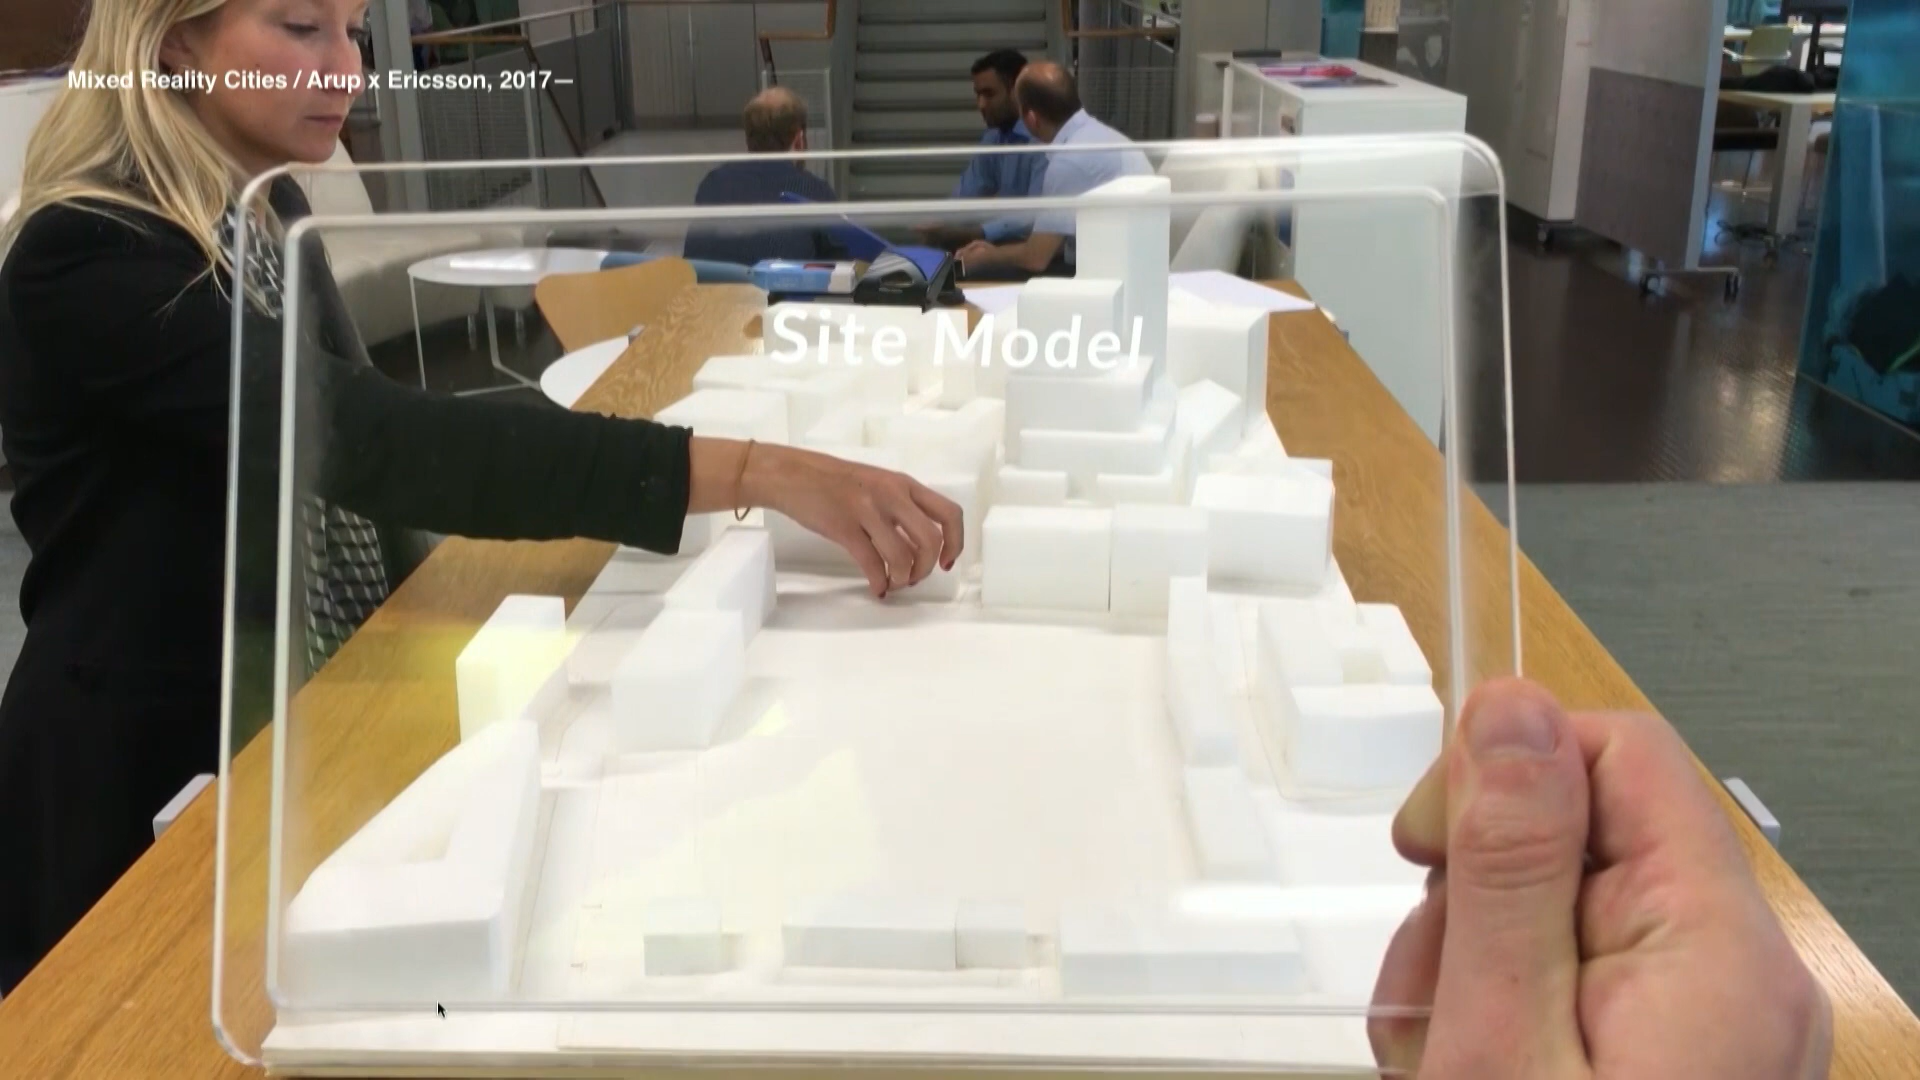 Mixed Reality Cities / Arup x Ericsson, 2017—
Site Model